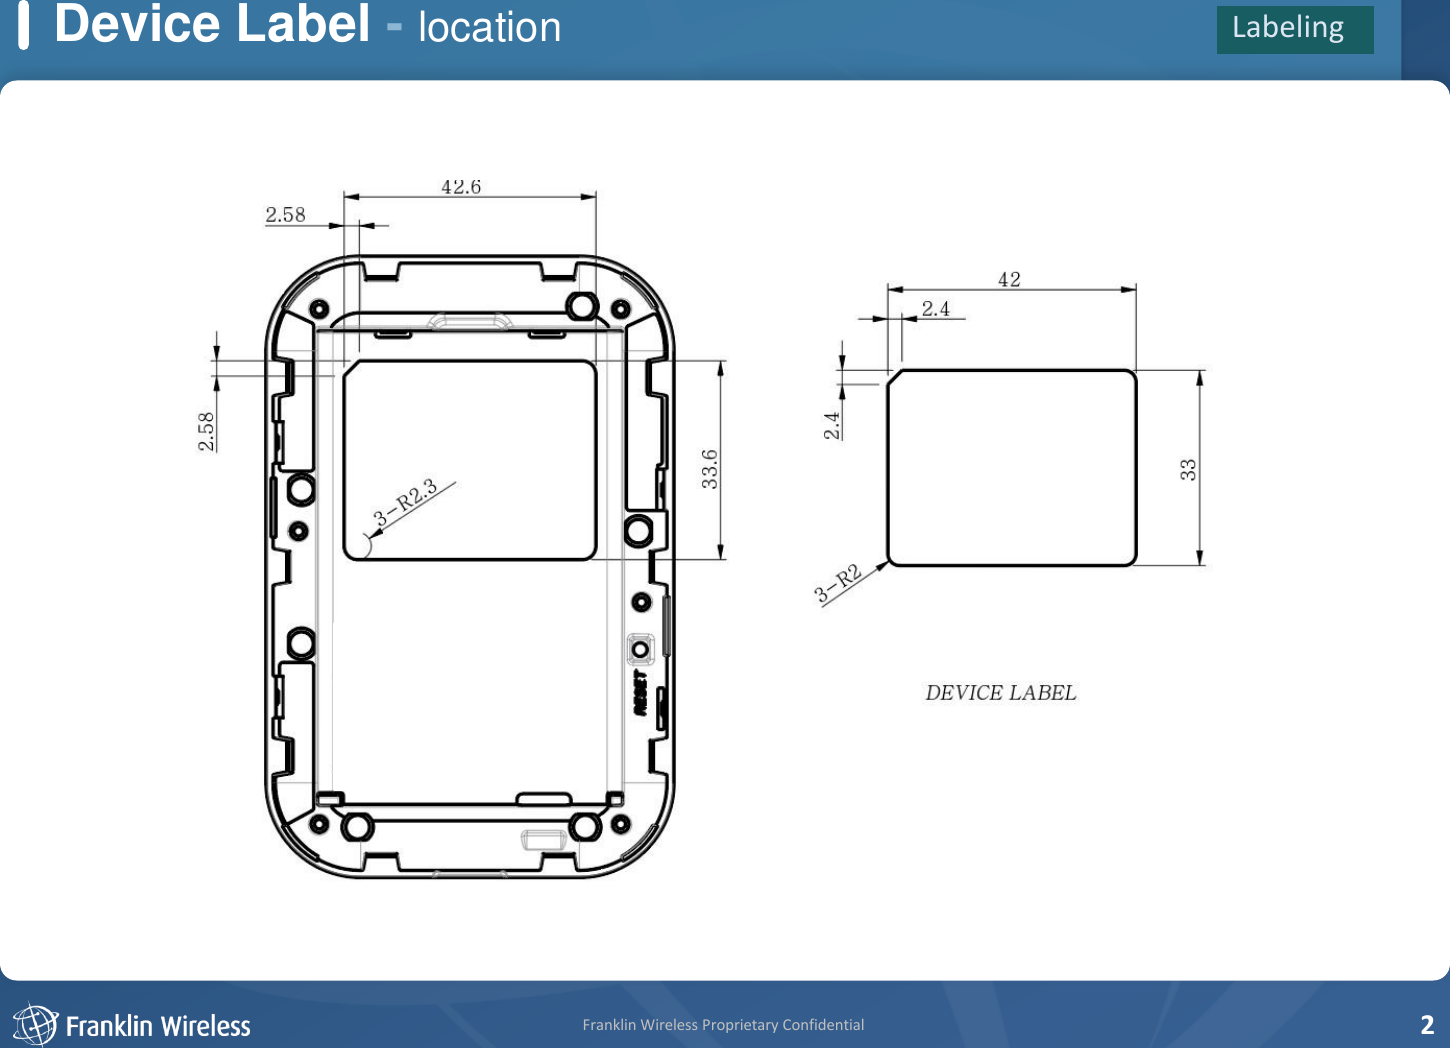 Device Label - location
Labeling
42.6
2.58
2.58
3-R2.3
33.6
RESET
42
2.4
2.4
33
3-R2
DEVICE LABEL
Franklin Wireless
Franklin Wireless Proprietary Confidential
2